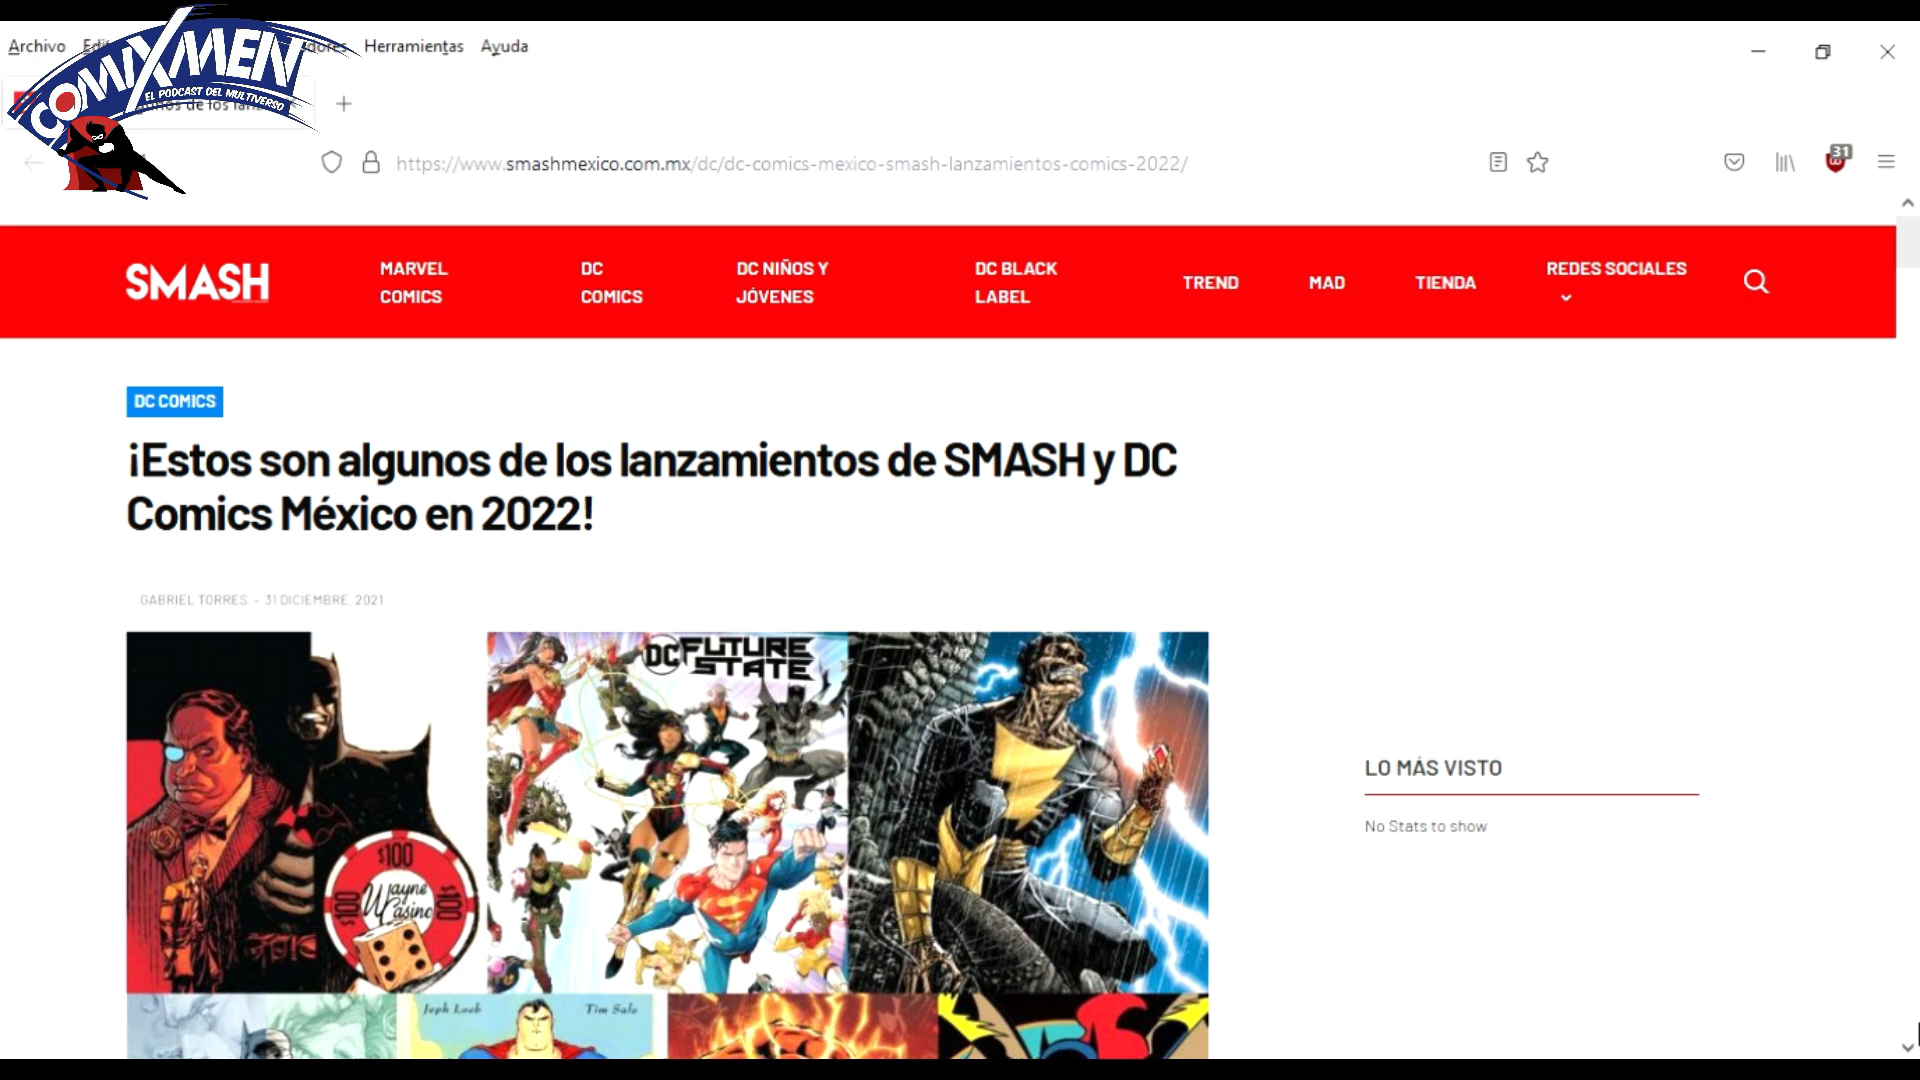 Archivo
Herramientas
Ayuda
COMIXMEN
EL PODCAST DEL MULTIVERSO
https://www.smashmexico.com.mx/dc/dc-comics-mexico-smash-lanzamientos-comics-2022/
31
SMASH
MARVEL COMICS
DC COMICS
DC NIÑOS Y JÓVENES
DC BLACK LABEL
TREND
MAD
TIENDA
REDES SOCIALES
DC COMICS
¡Estos son algunos de los lanzamientos de SMASH y DC
Comics México en 2022!
GABRIEL TORRES - 31 DICIEMBRE, 2021
DC FUTURE
STATE
$100
Wayne
Casino
100
$100
LO MÁS VISTO
No Stats to show
Jeph Loeb
Tim Sale